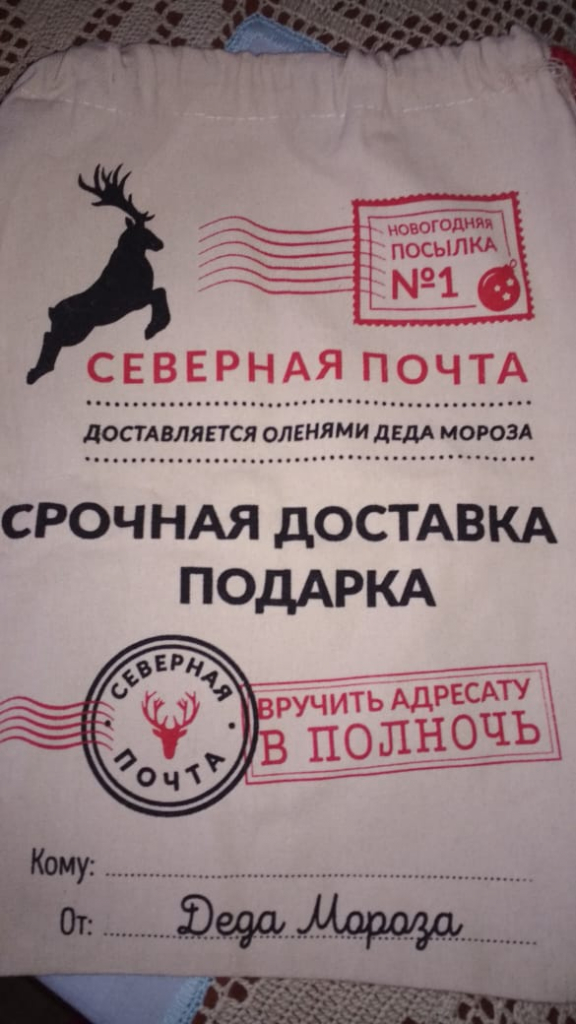 НОВОГОДНЯЯ
ПОСЫЛКА
№1
СЕВЕРНАЯ ПОЧТА
ДОСТАВЛЯЕТСЯ ОЛЕНЯМИ ДЕДА МОРОЗА
СРОЧНАЯ ДОСТАВКА
ПОДАРКА
СЕВЕРНАЯ
ПОЧТА
ВРУЧИТЬ АДРЕСАТУ
В ПОЛНОЧЬ
Кому:
От: Деда Мороза